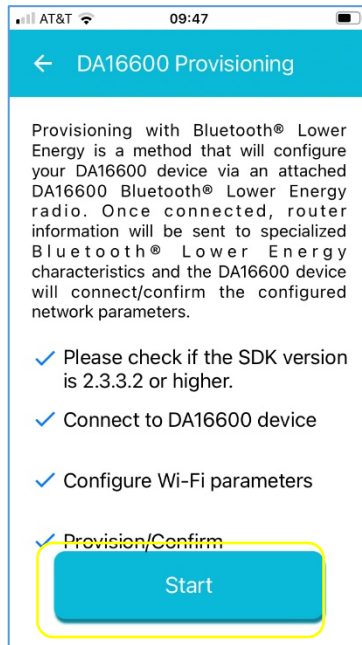 AT&T 09:47
← DA16600 Provisioning
Provisioning with Bluetooth® Lower
Energy is a method that will configure
your DA16600 device via an attached
DA16600 Bluetooth® Lower Energy
radio. Once connected, router
information will be sent to specialized
Bluetooth® Lower Energy
characteristics and the DA16600 device
will connect/confirm the configured
network parameters.
✓ Please check if the SDK version
is 2.3.3.2 or higher.
✓ Connect to DA16600 device
✓ Configure Wi-Fi parameters
✓ Provision/Confirm
Start